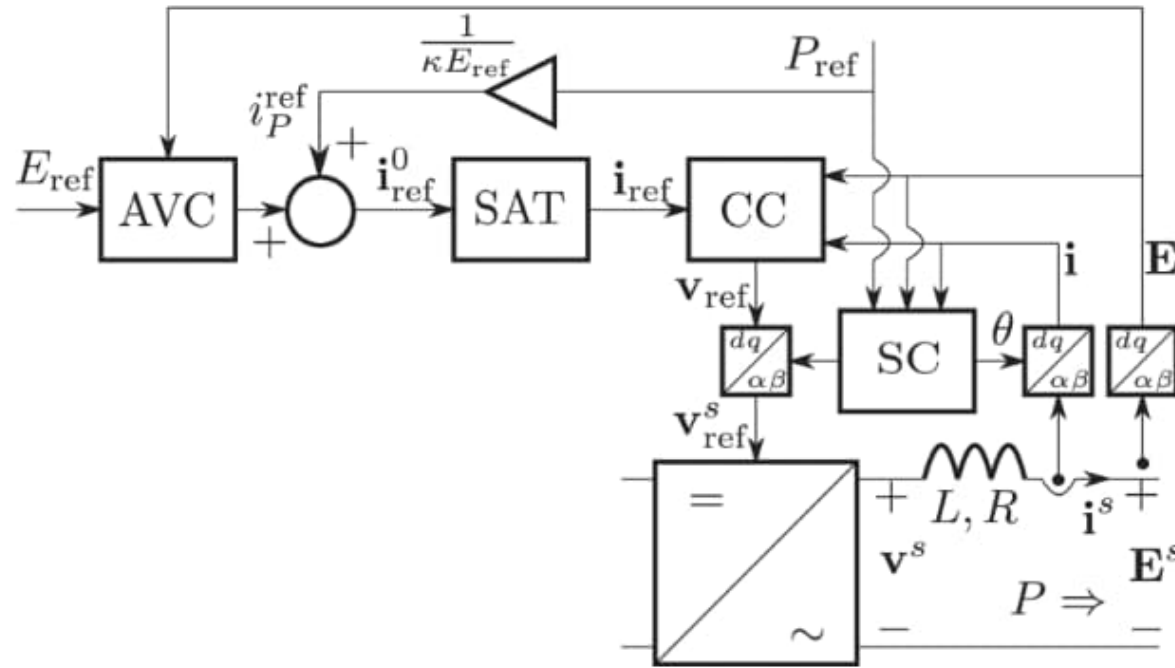 1/(κE_ref)
P_ref
i_P^ref
+
E_ref
AVC
+
i_ref^0
SAT
i_ref
CC
i
E
v_ref
dq
αβ
SC
θ
dq
αβ
dq
αβ
v_ref^s
=
∼
+
L, R
i^s
+
v^s
E^s
P ⇒
−
−